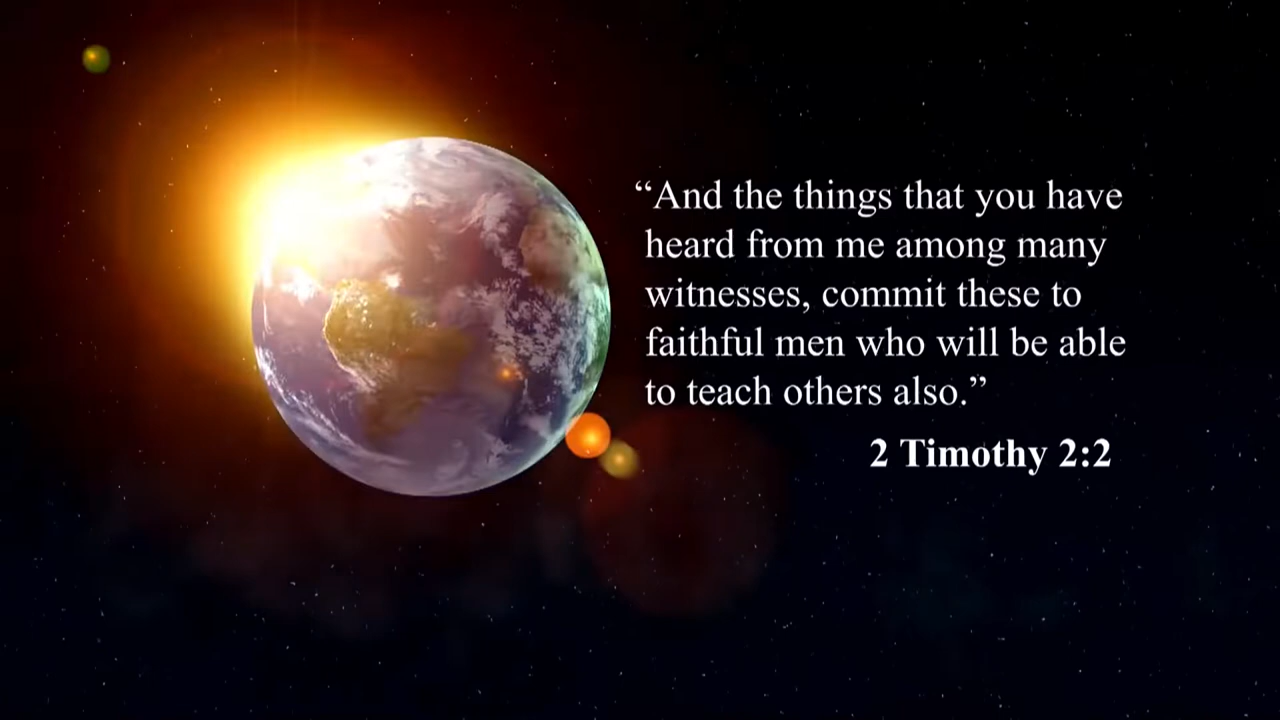 “And the things that you have
heard from me among many
witnesses, commit these to
faithful men who will be able
to teach others also.”
2 Timothy 2:2